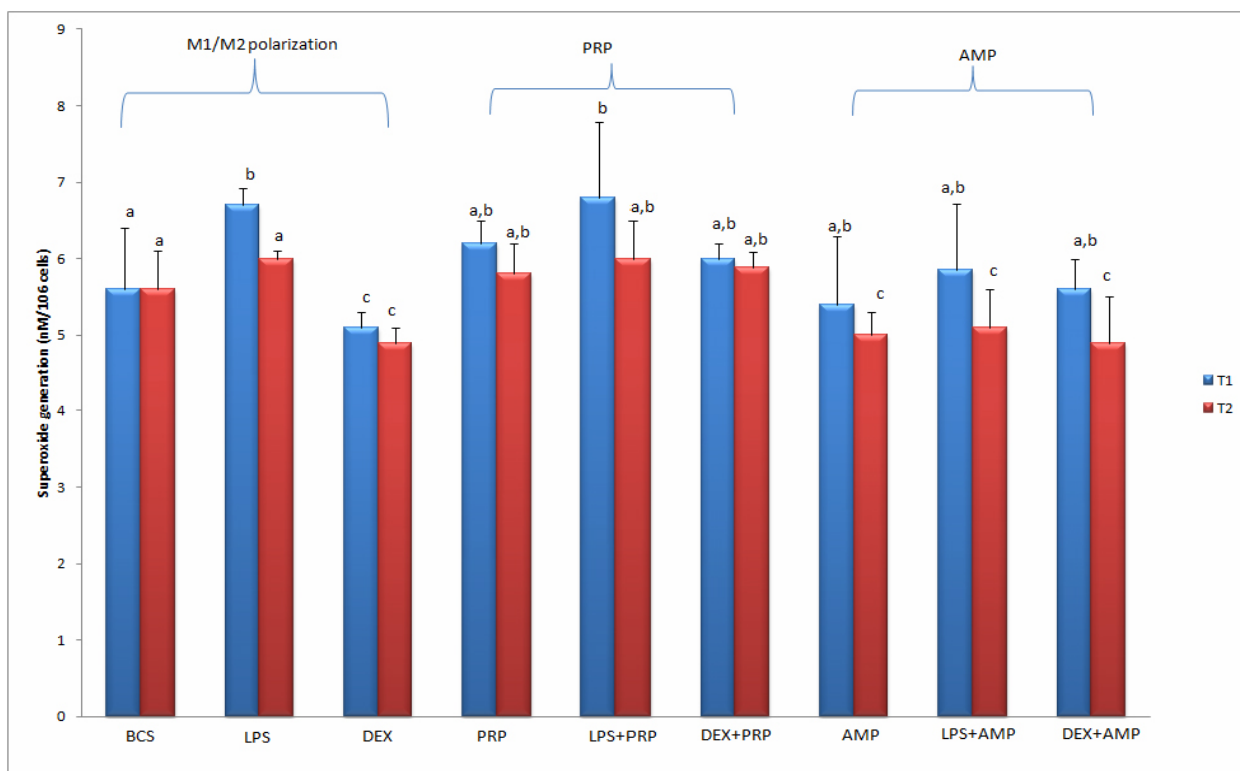 9
8
7
6
5
4
3
2
1
0
Superoxide generation (nM/106 cells)
M1/M2 polarization
PRP
AMP
a
a
b
a
c
c
a,b
a,b
b
a,b
a,b
a,b
a,b
c
a,b
c
a,b
c
BCS
LPS
DEX
PRP
LPS+PRP
DEX+PRP
AMP
LPS+AMP
DEX+AMP
T1
T2